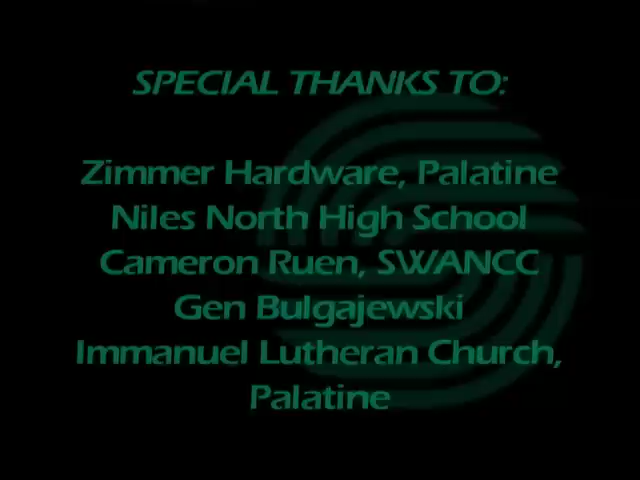 SPECIAL THANKS TO:
Zimmer Hardware, Palatine
Niles North High School
Cameron Ruen, SWANCC
Gen Bulgajewski
Immanuel Lutheran Church,
Palatine